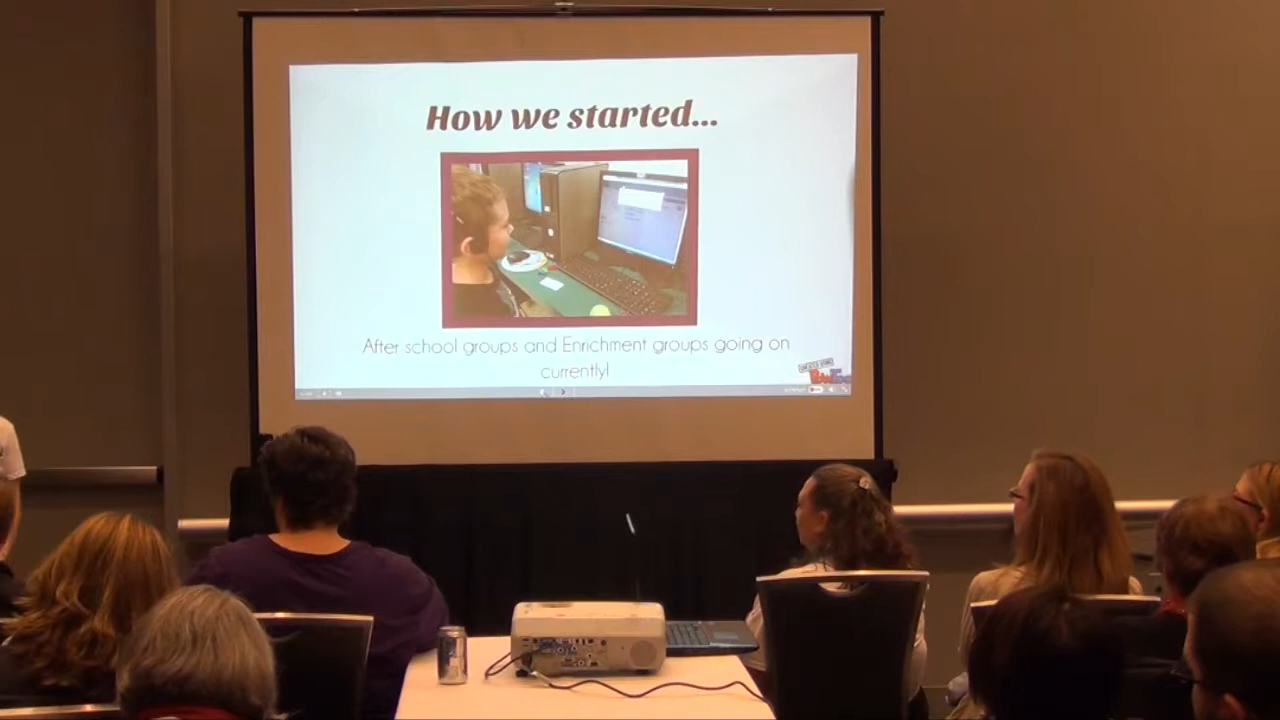 How we started...
After school groups and Enrichment groups going on
currently!